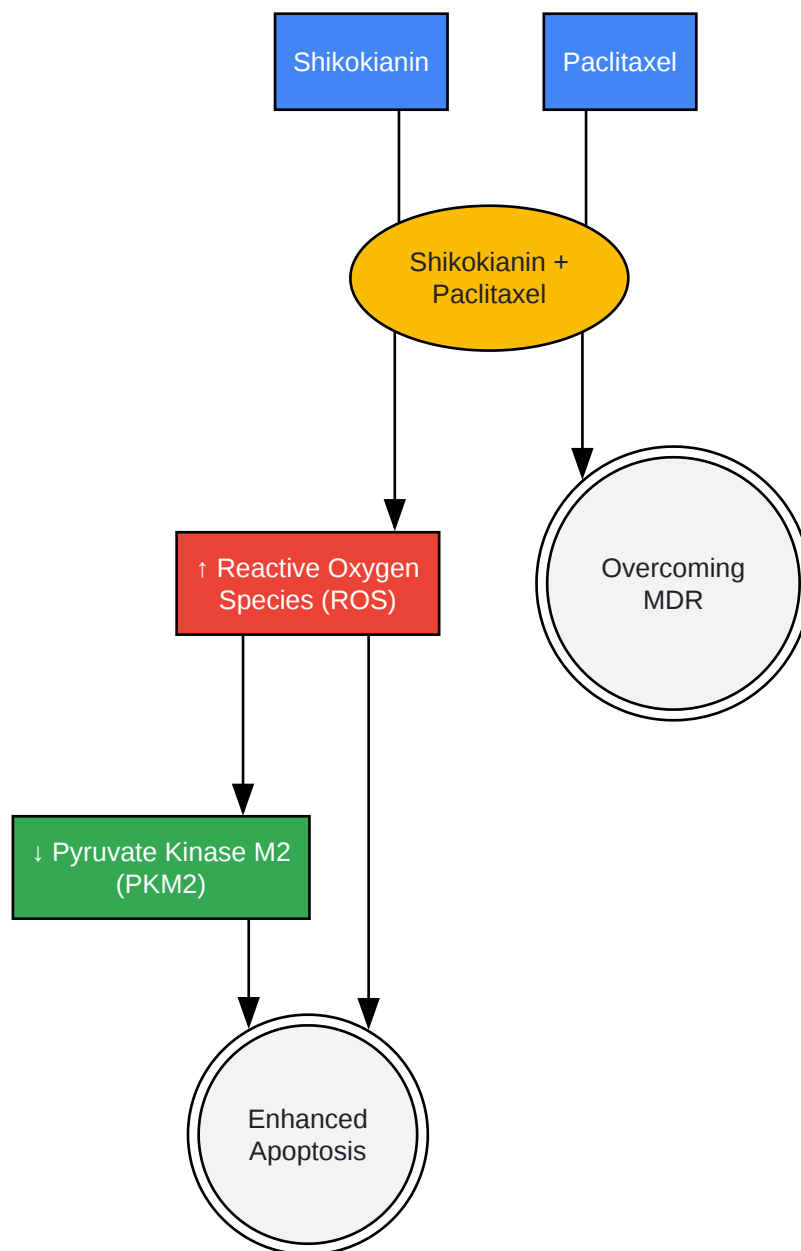 Shikokianin
Paclitaxel
Shikokianin +
Paclitaxel
↑ Reactive Oxygen
Species (ROS)
Overcoming
MDR
↓ Pyruvate Kinase M2
(PKM2)
Enhanced
Apoptosis